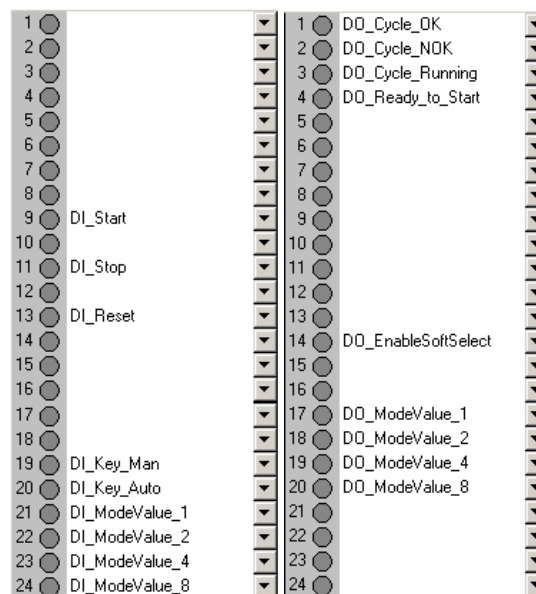 1
2
3
4
5
6
7
8
9 DI_Start
10
11 DI_Stop
12
13 DI_Reset
14
15
16
17
18
19 DI_Key_Man
20 DI_Key_Auto
21 DI_ModeValue_1
22 DI_ModeValue_2
23 DI_ModeValue_4
24 DI_ModeValue_8
1 DO_Cycle_OK
2 DO_Cycle_NOK
3 DO_Cycle_Running
4 DO_Ready_to_Start
5
6
7
8
9
10
11
12
13
14 DO_EnableSoftSelect
15
16
17 DO_ModeValue_1
18 DO_ModeValue_2
19 DO_ModeValue_4
20 DO_ModeValue_8
21
22
23
24